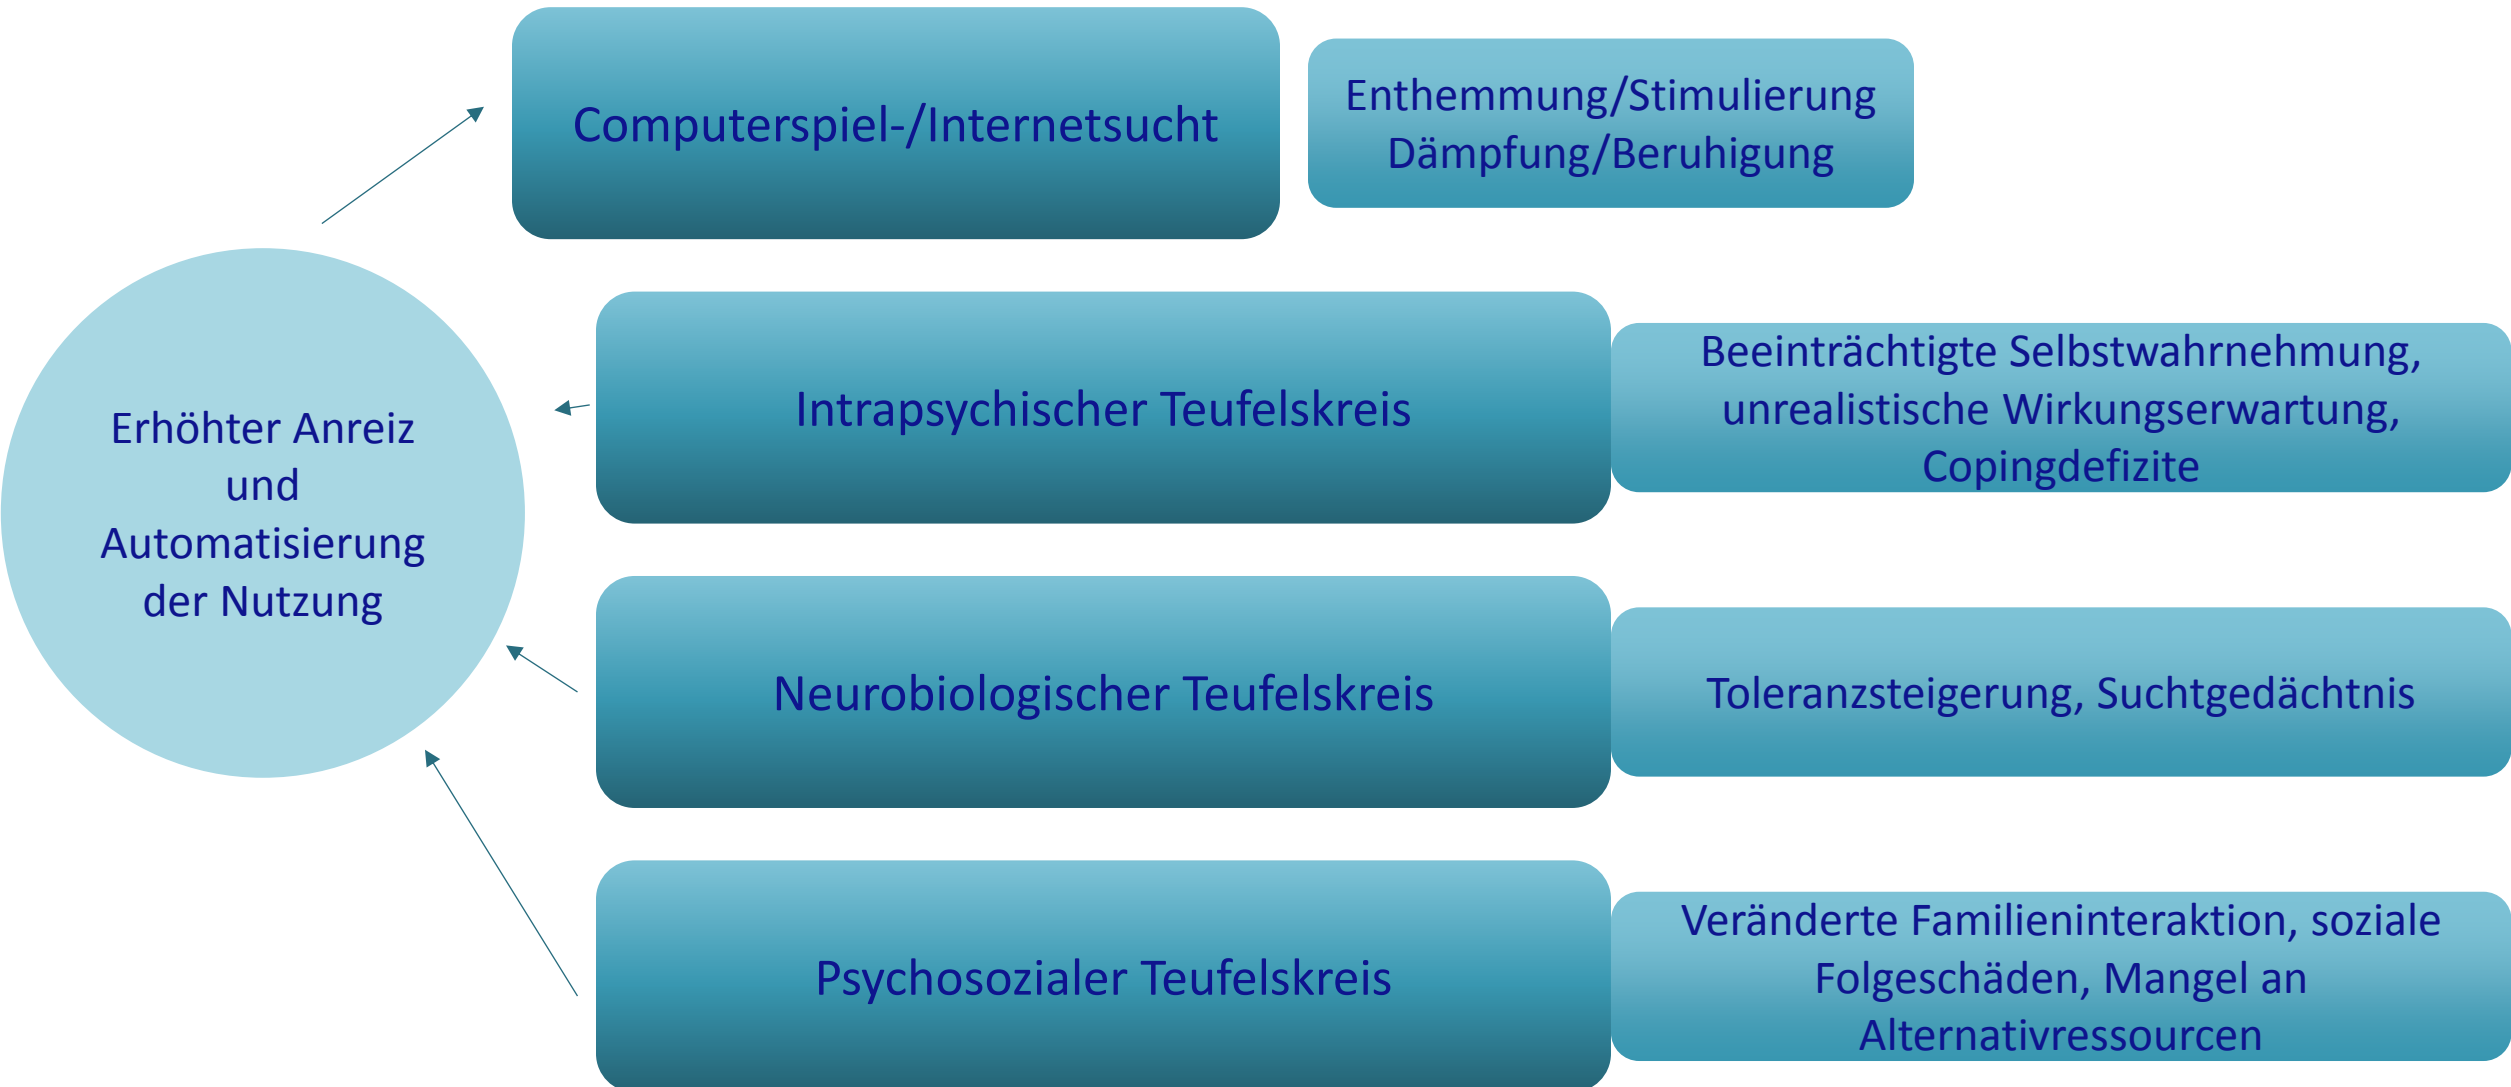 Computerspiel-/Internetsucht
Enthemmung/Stimulierung
Dämpfung/Beruhigung
Erhöhter Anreiz
und
Automatisierung
der Nutzung
Intrapsychischer Teufelskreis
Beeinträchtigte Selbstwahrnehmung,
unrealistische Wirkungserwartung,
Copingdefizite
Neurobiologischer Teufelskreis
Toleranzsteigerung, Suchtgedächtnis
Psychosozialer Teufelskreis
Veränderte Familieninteraktion, soziale
Folgeschäden, Mangel an
Alternativressourcen